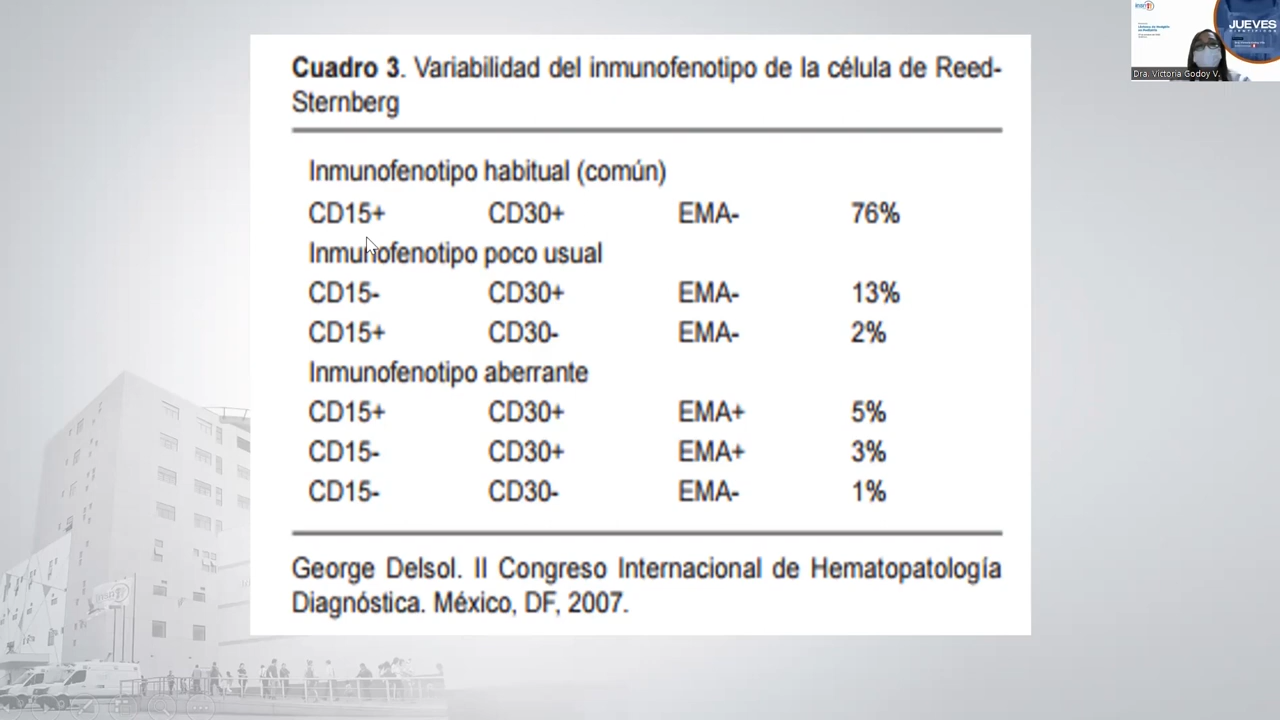 Cuadro 3. Variabilidad del inmunofenotipo de la célula de Reed-
Sternberg
Inmunofenotipo habitual (común)
CD15+ CD30+ EMA- 76%
Inmunofenotipo poco usual
CD15- CD30+ EMA- 13%
CD15+ CD30- EMA- 2%
Inmunofenotipo aberrante
CD15+ CD30+ EMA+ 5%
CD15- CD30+ EMA+ 3%
CD15- CD30- EMA- 1%
George Delsol. II Congreso Internacional de Hematopatología
Diagnóstica. México, DF, 2007.
JUEVES
CIENTÍFICOS
Dra. Victoria Godoy V.